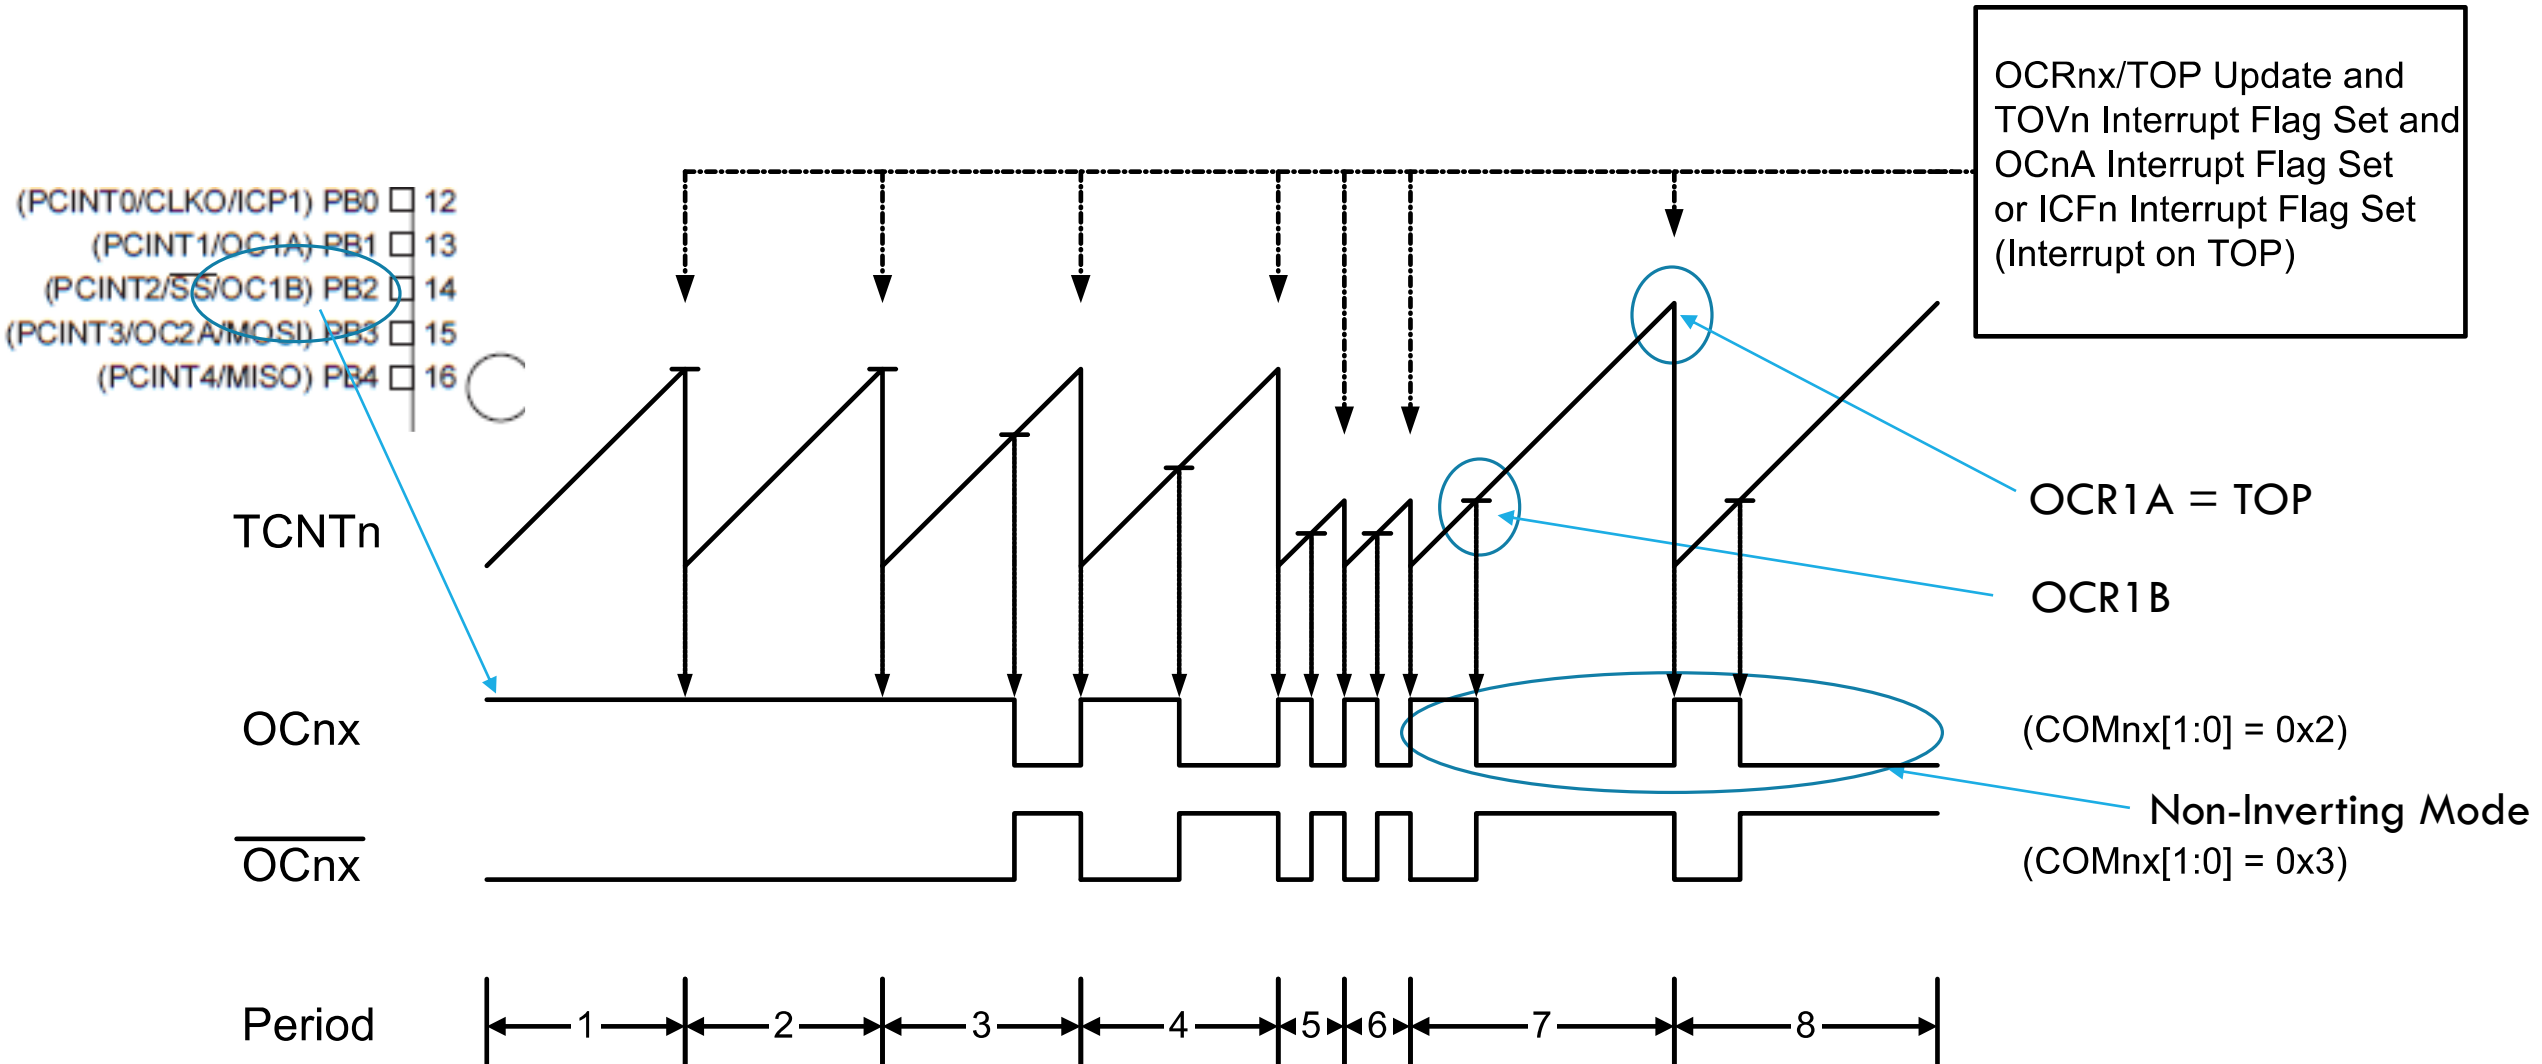 OCRnx/TOP Update and
TOVn Interrupt Flag Set and
OCnA Interrupt Flag Set
or ICFn Interrupt Flag Set
(Interrupt on TOP)
(PCINT0/CLKO/ICP1) PB0 12
(PCINT1/OC1A) PB1 13
(PCINT2/SS/OC1B) PB2 14
(PCINT3/OC2A/MOSI) PB3 15
(PCINT4/MISO) PB4 16
TCNTn
OCR1A = TOP
OCR1B
OCnx
(COMnx[1:0] = 0x2)
Non-Inverting Mode
OCnx
(COMnx[1:0] = 0x3)
Period 1 2 3 4 5 6 7 8